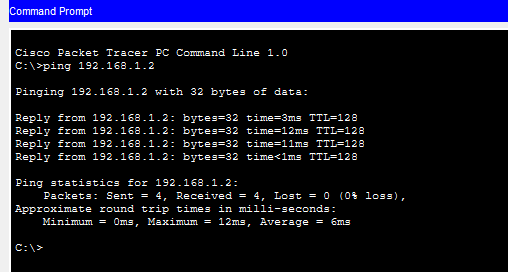 Command Prompt
Cisco Packet Tracer PC Command Line 1.0
C:\>ping 192.168.1.2
Pinging 192.168.1.2 with 32 bytes of data:
Reply from 192.168.1.2: bytes=32 time=3ms TTL=128
Reply from 192.168.1.2: bytes=32 time=12ms TTL=128
Reply from 192.168.1.2: bytes=32 time=11ms TTL=128
Reply from 192.168.1.2: bytes=32 time<1ms TTL=128
Ping statistics for 192.168.1.2:
Packets: Sent = 4, Received = 4, Lost = 0 (0% loss),
Approximate round trip times in milli-seconds:
Minimum = 0ms, Maximum = 12ms, Average = 6ms
C:\>